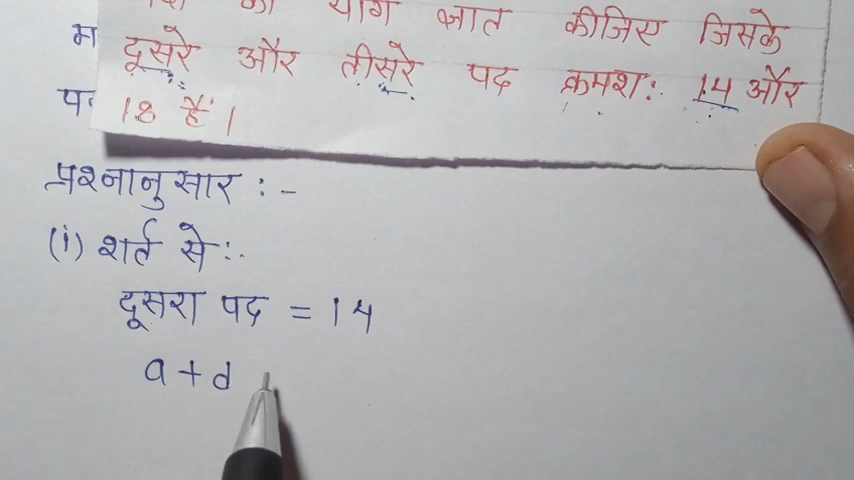 का योग ज्ञात कीजिए जिसके
दूसरे और तीसरे पद क्रमशः 14 और
18 हैं।
प्रश्नानुसार :-
(i) शर्त से :-
दूसरा पद = 14
a + d